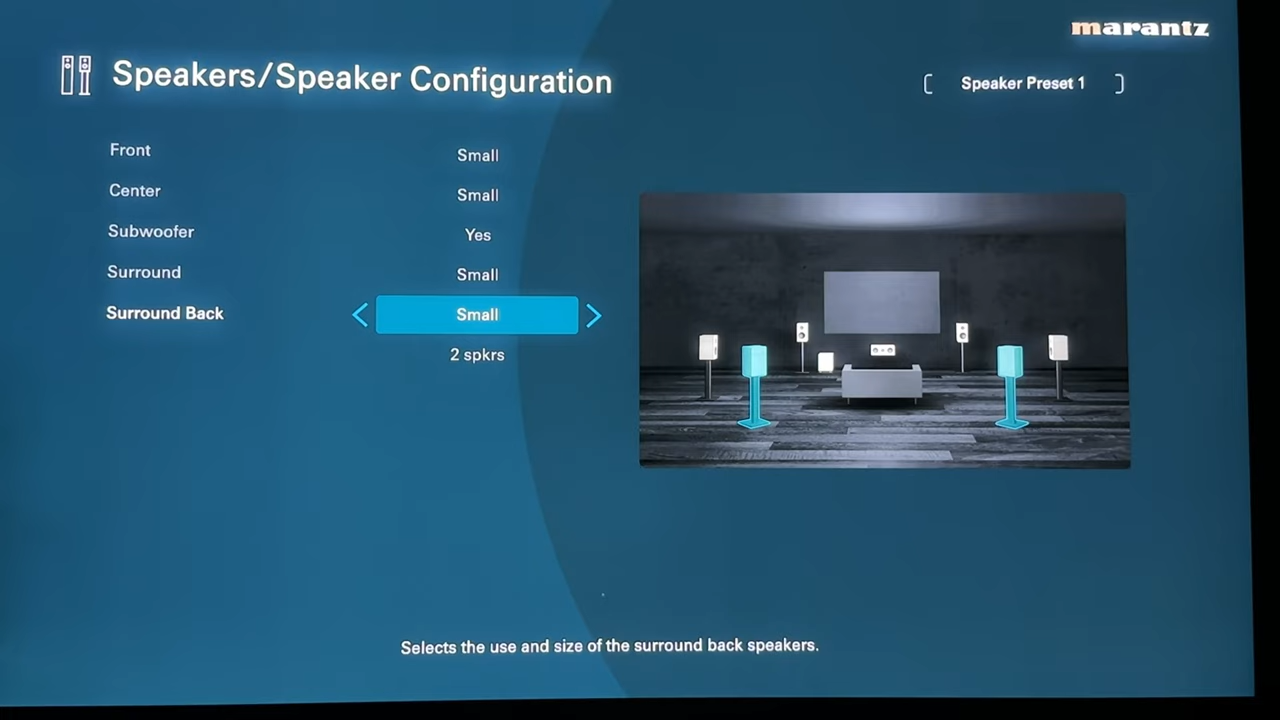 marantz
Speakers/Speaker Configuration
Speaker Preset 1
Front Small
Center Small
Subwoofer Yes
Surround Small
Surround Back Small
2 spkrs
Selects the use and size of the surround back speakers.